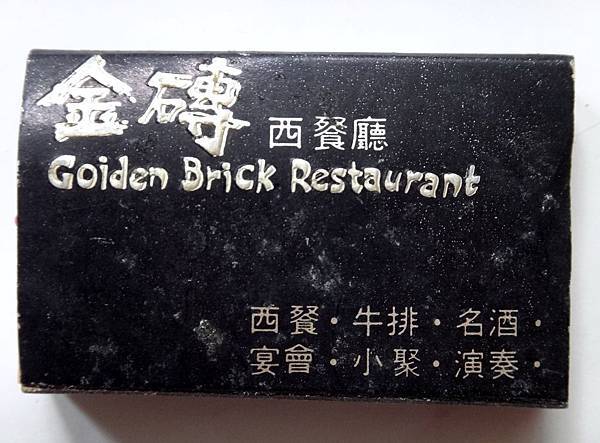 金磚 西餐廳
Goiden Brick Restaurant
西餐・牛排・名酒・
宴會・小聚・演奏・